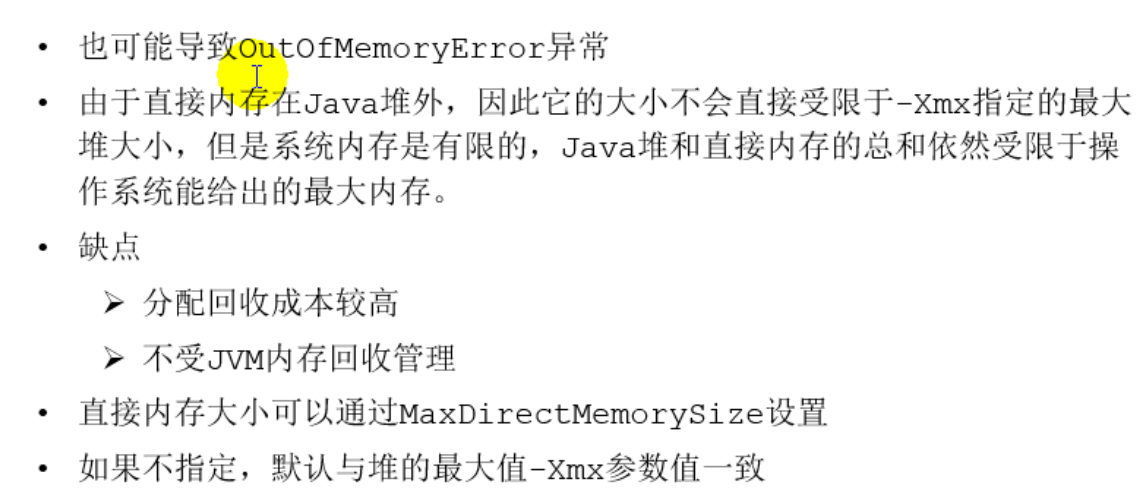 • 也可能导致OutOfMemoryError异常
• 由于直接内存在Java堆外，因此它的大小不会直接受限于-Xmx指定的最大
堆大小，但是系统内存是有限的，Java堆和直接内存的总和依然受限于操
作系统能给出的最大内存。
• 缺点
➢ 分配回收成本较高
➢ 不受JVM内存回收管理
• 直接内存大小可以通过MaxDirectMemorySize设置
• 如果不指定，默认与堆的最大值-Xmx参数值一致